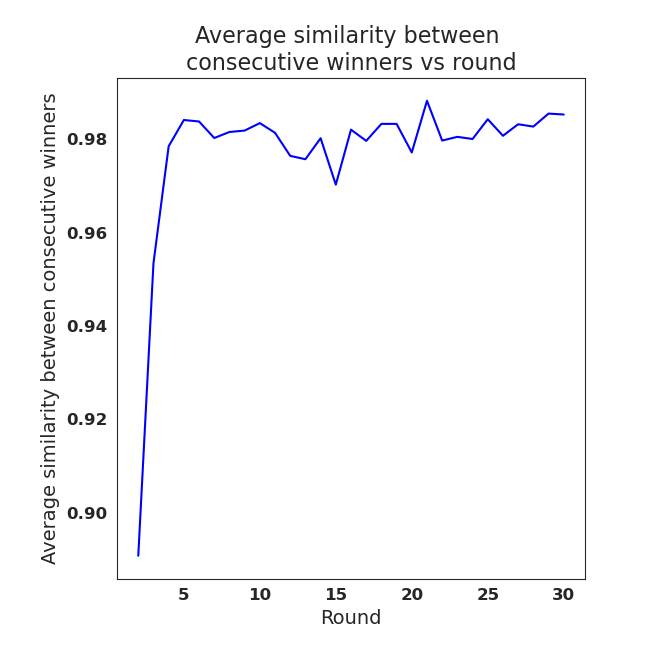 Average similarity between
consecutive winners vs round
Average similarity between consecutive winners
0.98
0.96
0.94
0.92
0.90
5 10 15 20 25 30
Round